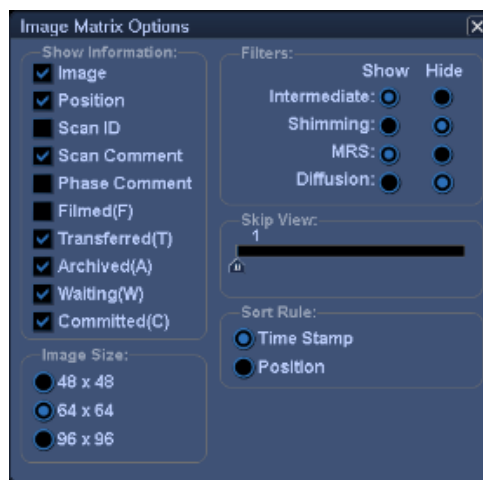 Image Matrix Options
Show Information:
Image
Position
Scan ID
Scan Comment
Phase Comment
Filmed(F)
Transferred(T)
Archived(A)
Waiting(W)
Committed(C)
Image Size:
48 x 48
64 x 64
96 x 96
Filters:
Show Hide
Intermediate:
Shimming:
MRS:
Diffusion:
Skip View:
1
Sort Rule:
Time Stamp
Position